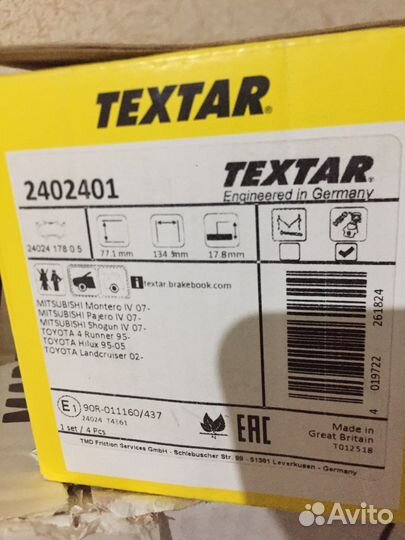 TEXTAR®
2402401
TEXTAR®
Engineered in Germany
24024 178 0 5
77.1 mm
134.9mm
17.8mm
i textar.brakebook.com
MITSUBISHI Montero IV 07-
MITSUBISHI Pajero IV 07-
MITSUBISHI Shogun IV 07-
TOYOTA 4 Runner 95-
TOYOTA Hilux 95-05
TOYOTA Landcruiser 02-
4 019722 261824
E1 90R-011160/437
24024 T4161
1 set / 4 Pcs
EAC
Made in
Great Britain
T012518
TMD Friction Services GmbH - Schlebuscher Str. 99 - 51381 Leverkusen - Germany
Avito